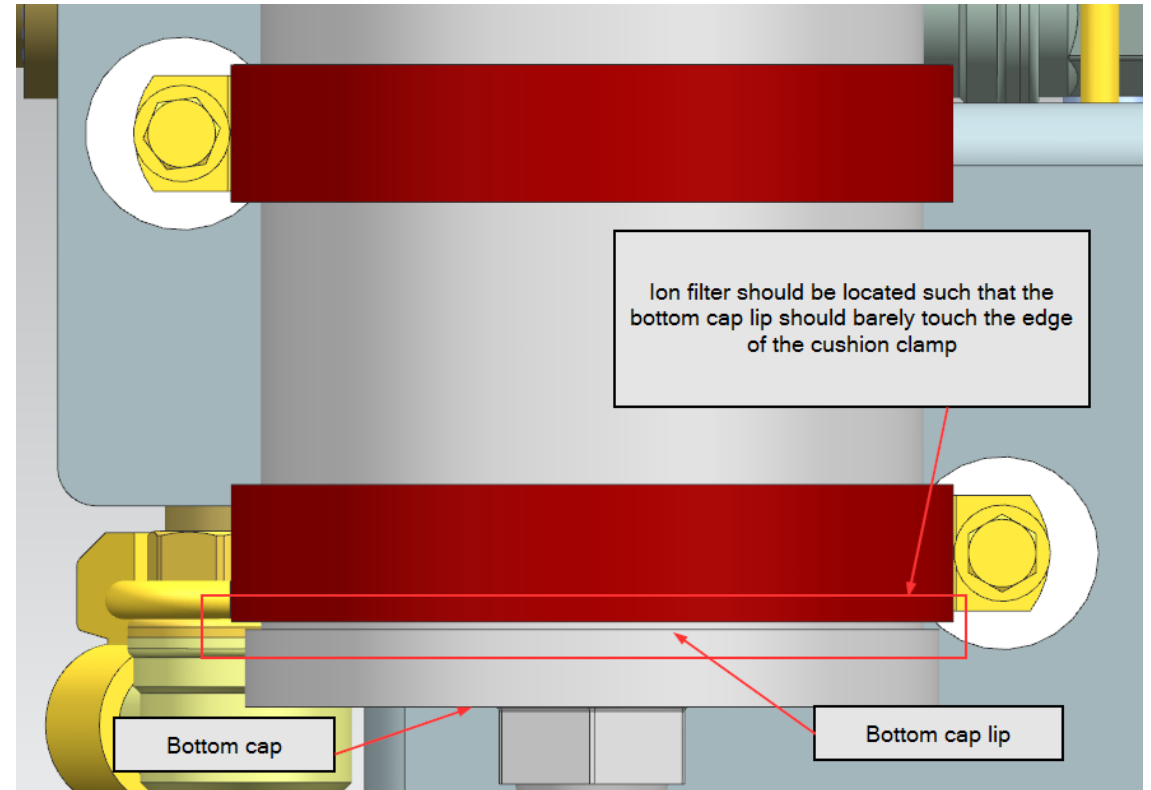 Ion filter should be located such that the
bottom cap lip should barely touch the edge
of the cushion clamp
Bottom cap
Bottom cap lip